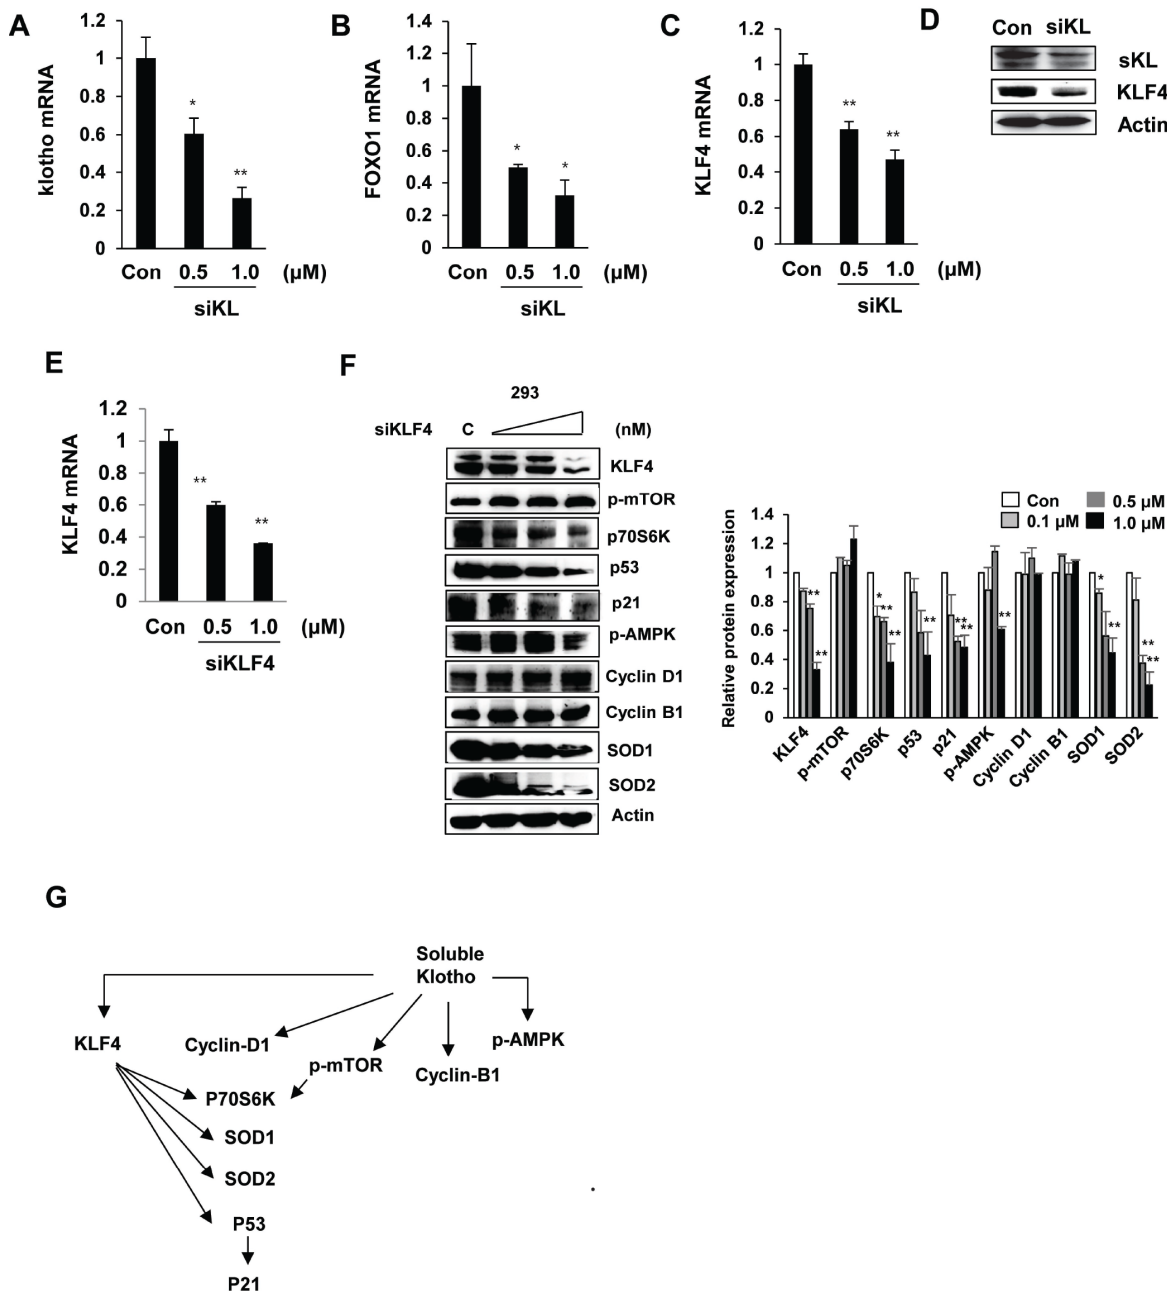 A
klotho mRNA
1.2
1
0.8
0.6
0.4
0.2
0
*
**
Con 0.5 1.0 (µM)
siKL
B
FOXO1 mRNA
1.4
1.2
1
0.8
0.6
0.4
0.2
0
*
*
Con 0.5 1.0 (µM)
siKL
C
KLF4 mRNA
1.2
1
0.8
0.6
0.4
0.2
0
**
**
Con 0.5 1.0 (µM)
siKL
D
Con siKL
sKL
KLF4
Actin
E
KLF4 mRNA
1.2
1
0.8
0.6
0.4
0.2
0
**
**
Con 0.5 1.0 (µM)
siKLF4
F
293
siKLF4 C (nM)
KLF4
p-mTOR
p70S6K
p53
p21
p-AMPK
Cyclin D1
Cyclin B1
SOD1
SOD2
Actin
Relative protein expression
Con 0.5 µM
0.1 µM 1.0 µM
1.4
1.2
1
0.8
0.6
0.4
0.2
0
**
**
*
**
**
**
**
**
**
**
*
**
**
**
**
KLF4
p-mTOR
p70S6K
p53
p21
p-AMPK
Cyclin D1
Cyclin B1
SOD1
SOD2
G
Soluble
Klotho
KLF4
Cyclin-D1
p-mTOR
Cyclin-B1
p-AMPK
P70S6K
SOD1
SOD2
P53
P21